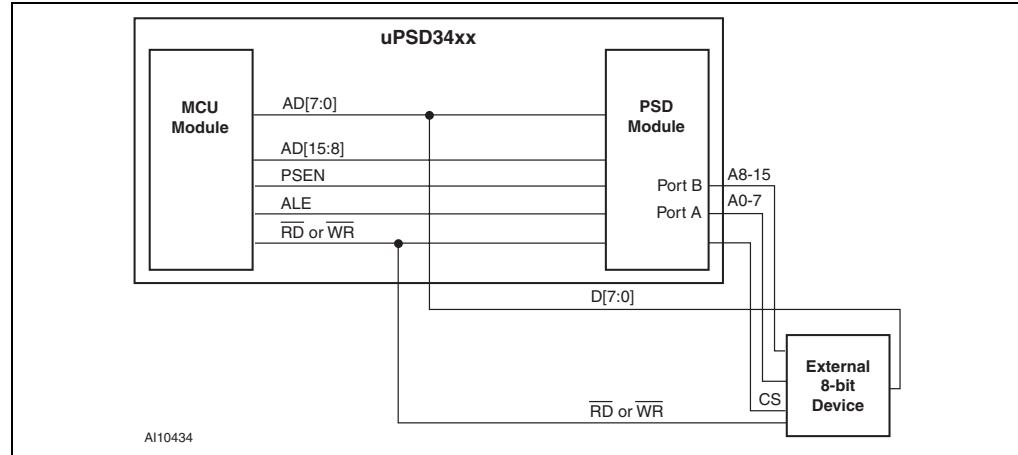 uPSD34xx
MCU
Module
AD[7:0]
AD[15:8]
PSEN
ALE
RD or WR
PSD
Module
Port B
Port A
A8-15
A0-7
D[7:0]
External
8-bit
Device
CS
RD or WR
AI10434